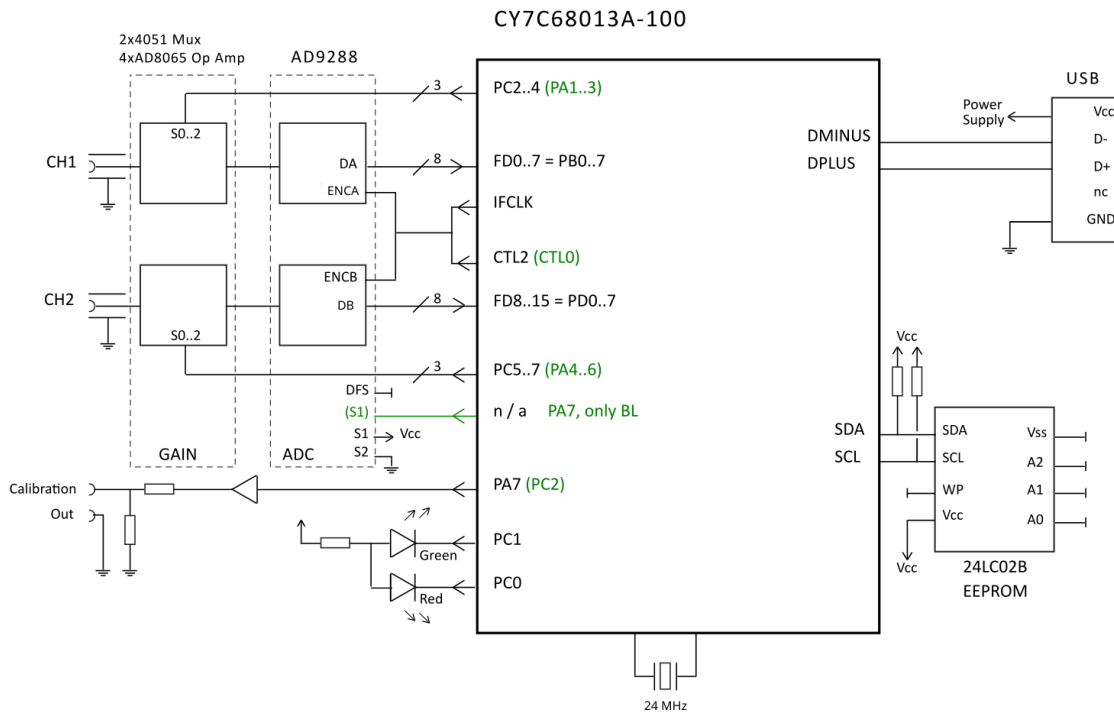 CY7C68013A-100
2x4051 Mux
4xAD8065 Op Amp
AD9288
USB
3
PC2..4 (PA1..3)
S0..2
Power
Supply
Vcc
DMINUS
D-
CH1
DA
8
FD0..7 = PB0..7
DPLUS
D+
ENCA
nc
IFCLK
GND
CTL2 (CTL0)
ENCB
CH2
DB
8
FD8..15 = PD0..7
S0..2
Vcc
3
PC5..7 (PA4..6)
DFS
(S1)
n / a PA7, only BL
S1
Vcc
S2
GAIN
ADC
SDA
SDA
Vss
SCL
SCL
A2
Calibration
PA7 (PC2)
WP
A1
Out
Vcc
A0
PC1
Green
Vcc
24LC02B
EEPROM
PC0
Red
24 MHz